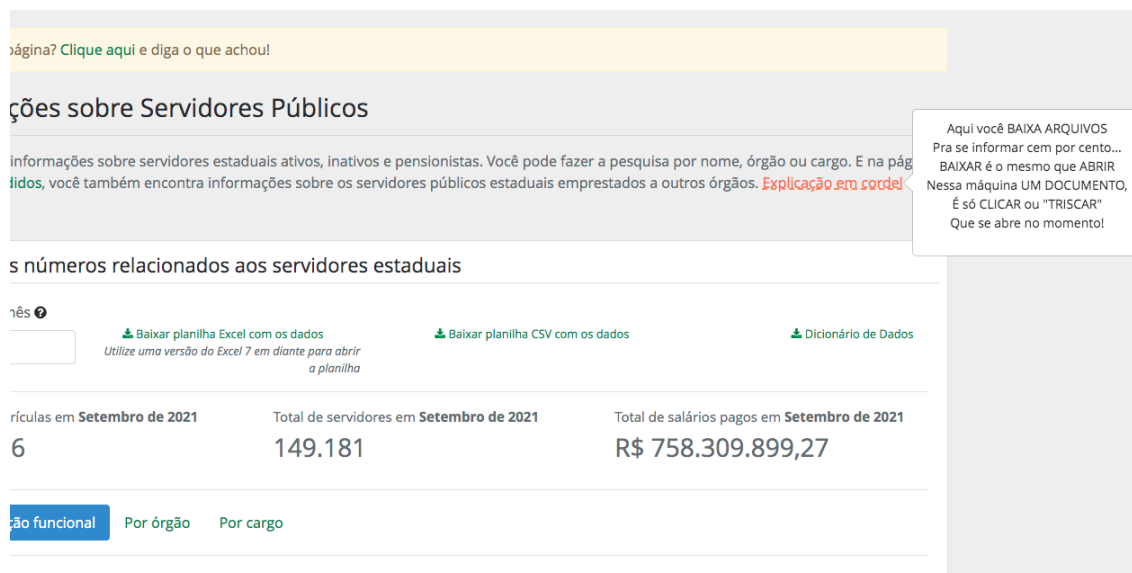 página? Clique aqui e diga o que achou!
ções sobre Servidores Públicos
informações sobre servidores estaduais ativos, inativos e pensionistas. Você pode fazer a pesquisa por nome, órgão ou cargo. E na pág
didos, você também encontra informações sobre os servidores públicos estaduais emprestados a outros órgãos. Explicação em cordel
Aqui você BAIXA ARQUIVOS
Pra se informar cem por cento...
BAIXAR é o mesmo que ABRIR
Nessa máquina UM DOCUMENTO,
É só CLICAR ou "TRISCAR"
Que se abre no momento!
s números relacionados aos servidores estaduais
mês
Baixar planilha Excel com os dados
Utilize uma versão do Excel 7 em diante para abrir
a planilha
Baixar planilha CSV com os dados
Dicionário de Dados
rículas em Setembro de 2021
6
Total de servidores em Setembro de 2021
149.181
Total de salários pagos em Setembro de 2021
R$ 758.309.899,27
ção funcional
Por órgão
Por cargo